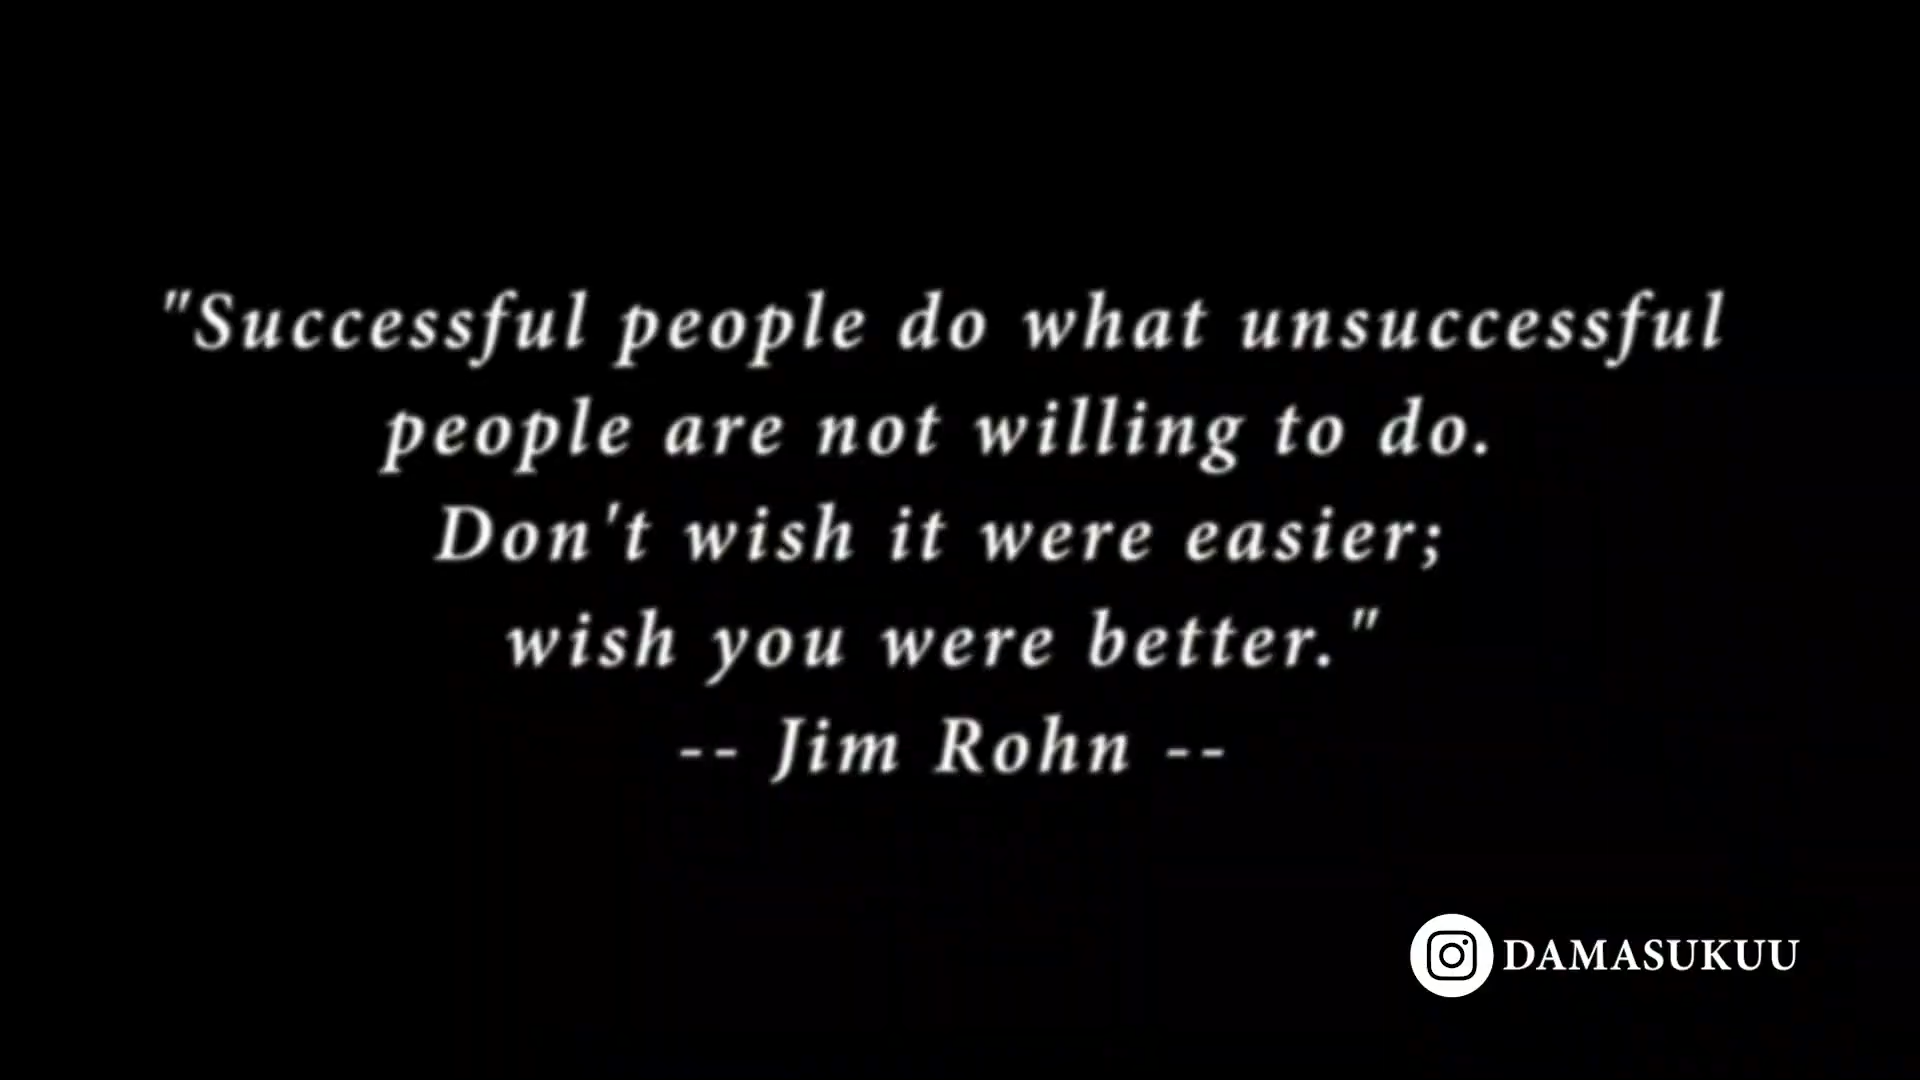 "Successful people do what unsuccessful
people are not willing to do.
Don't wish it were easier;
wish you were better."
-- Jim Rohn --
DAMASUKUU